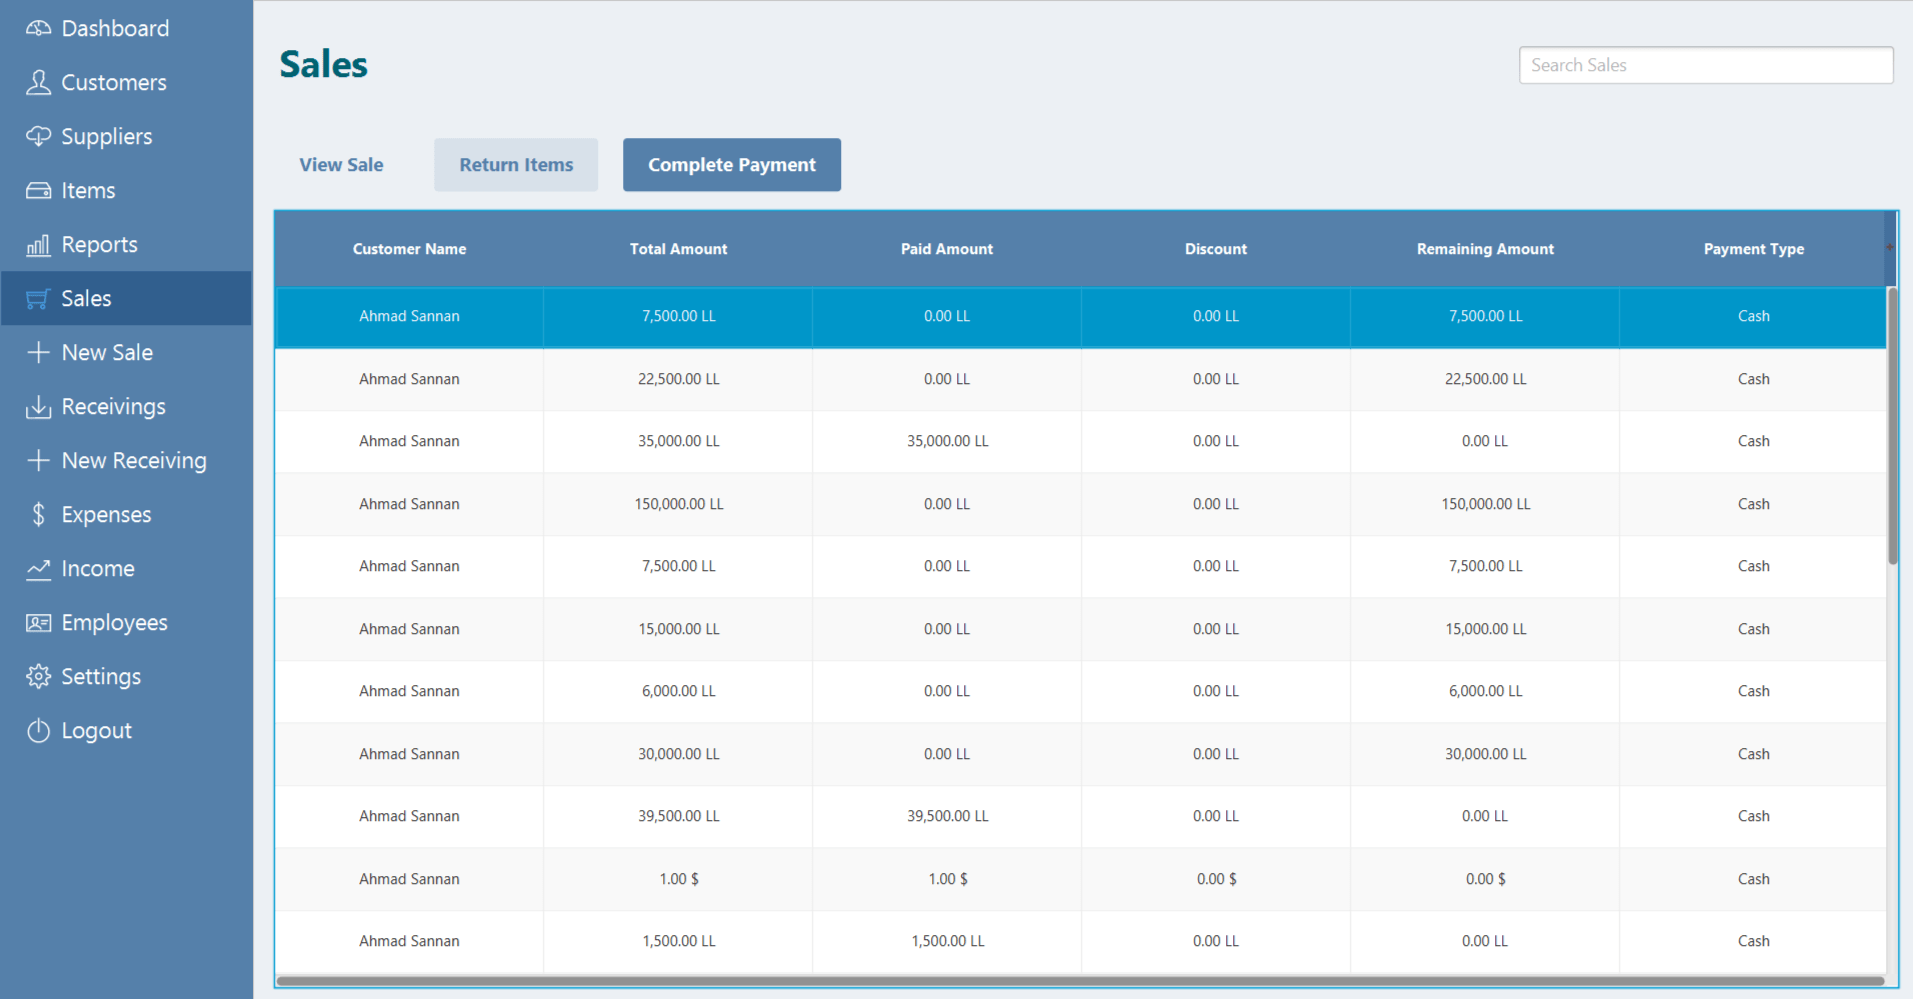 Dashboard
Customers
Suppliers
Items
Reports
Sales
New Sale
Receivings
New Receiving
Expenses
Income
Employees
Settings
Logout
Sales
Search Sales
View Sale Return Items Complete Payment
Customer Name Total Amount Paid Amount Discount Remaining Amount Payment Type +
Ahmad Sannan 7,500.00 LL 0.00 LL 0.00 LL 7,500.00 LL Cash
Ahmad Sannan 22,500.00 LL 0.00 LL 0.00 LL 22,500.00 LL Cash
Ahmad Sannan 35,000.00 LL 35,000.00 LL 0.00 LL 0.00 LL Cash
Ahmad Sannan 150,000.00 LL 0.00 LL 0.00 LL 150,000.00 LL Cash
Ahmad Sannan 7,500.00 LL 0.00 LL 0.00 LL 7,500.00 LL Cash
Ahmad Sannan 15,000.00 LL 0.00 LL 0.00 LL 15,000.00 LL Cash
Ahmad Sannan 6,000.00 LL 0.00 LL 0.00 LL 6,000.00 LL Cash
Ahmad Sannan 30,000.00 LL 0.00 LL 0.00 LL 30,000.00 LL Cash
Ahmad Sannan 39,500.00 LL 39,500.00 LL 0.00 LL 0.00 LL Cash
Ahmad Sannan 1.00 $ 1.00 $ 0.00 $ 0.00 $ Cash
Ahmad Sannan 1,500.00 LL 1,500.00 LL 0.00 LL 0.00 LL Cash